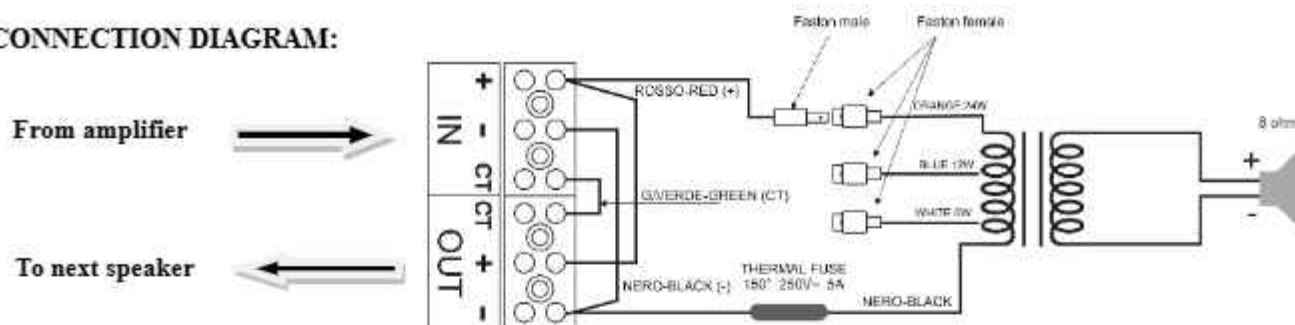 CONNECTION DIAGRAM:
Faston male
Faston female
From amplifier
IN
+
-
CT
ROSSO-RED (+)
ORANGE 24W
8 ohm
+
-
BLUE 12W
G/VERDE-GREEN (CT)
WHITE 6W
To next speaker
OUT
CT
+
-
NERO-BLACK (-)
THERMAL FUSE
150° 250V~ 5A
NERO-BLACK